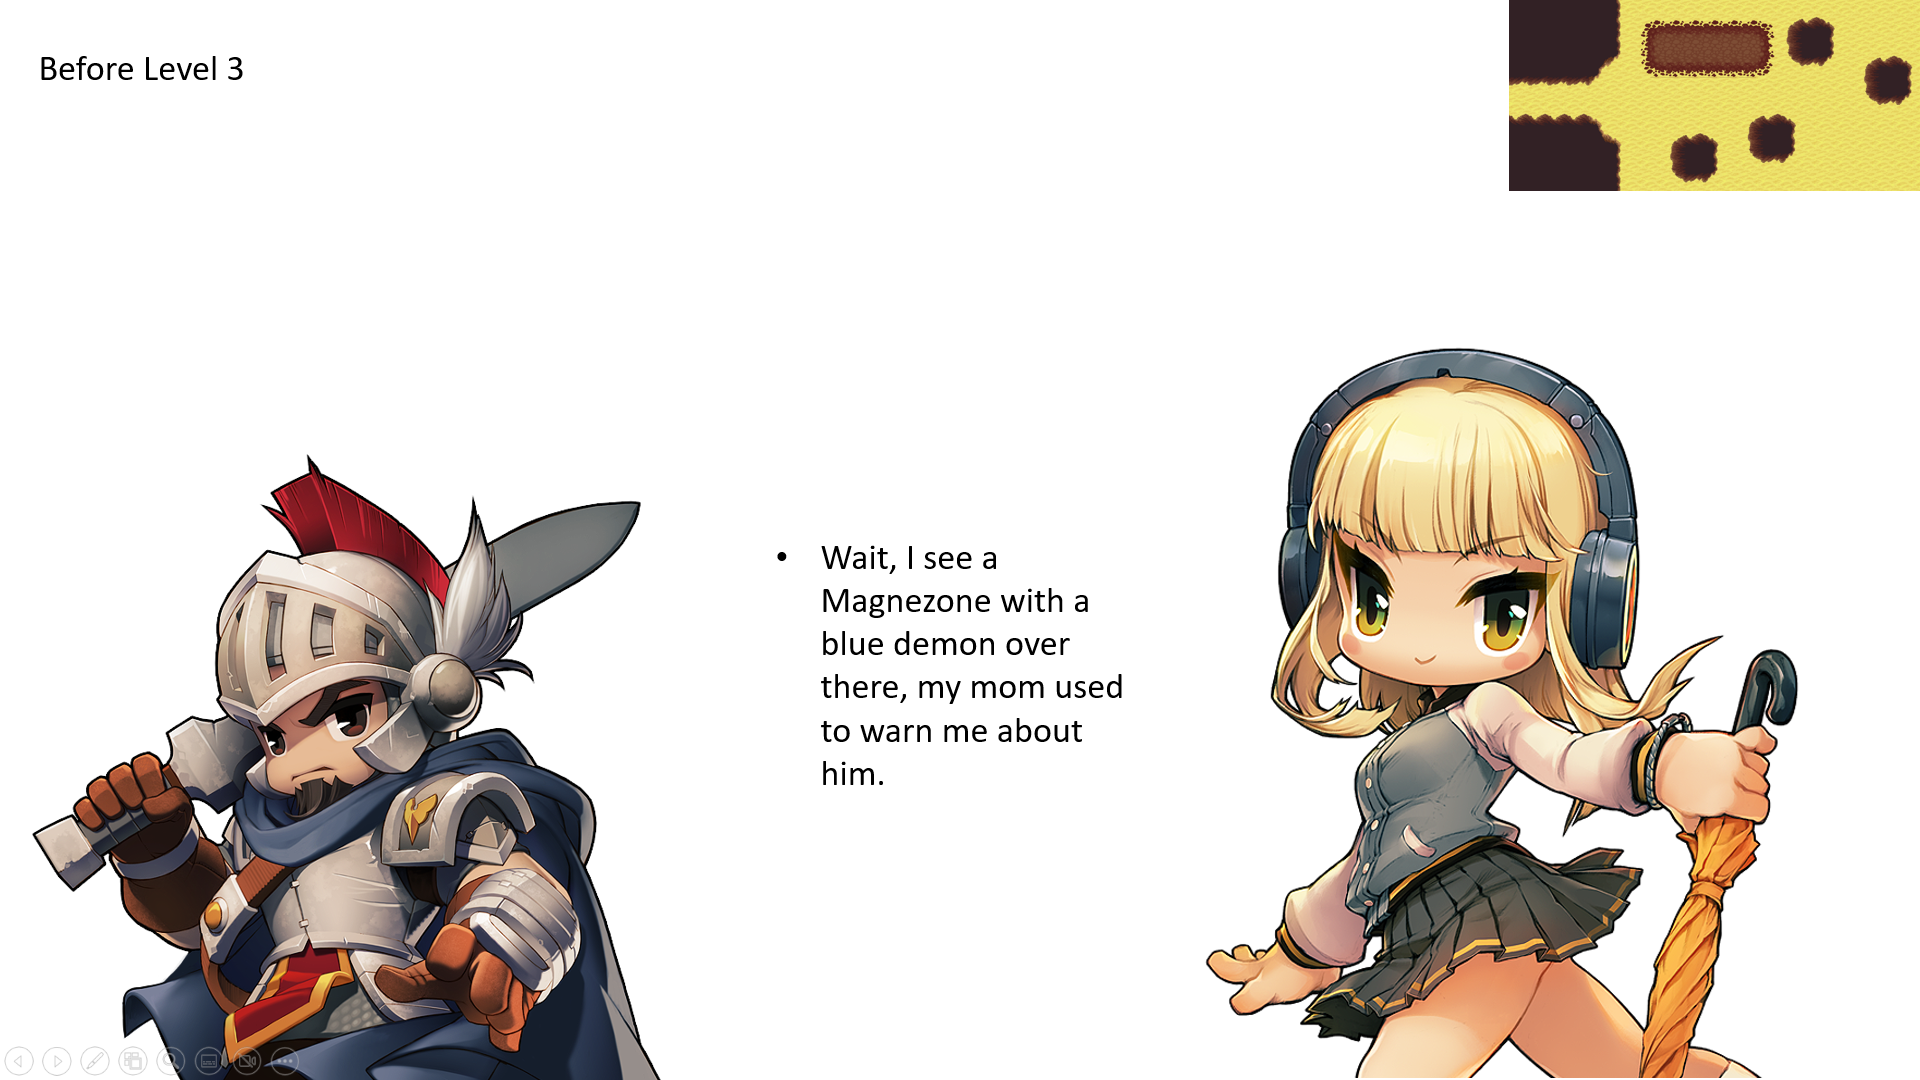 Before Level 3
• Wait, I see a
Magnezone with a
blue demon over
there, my mom used
to warn me about
him.